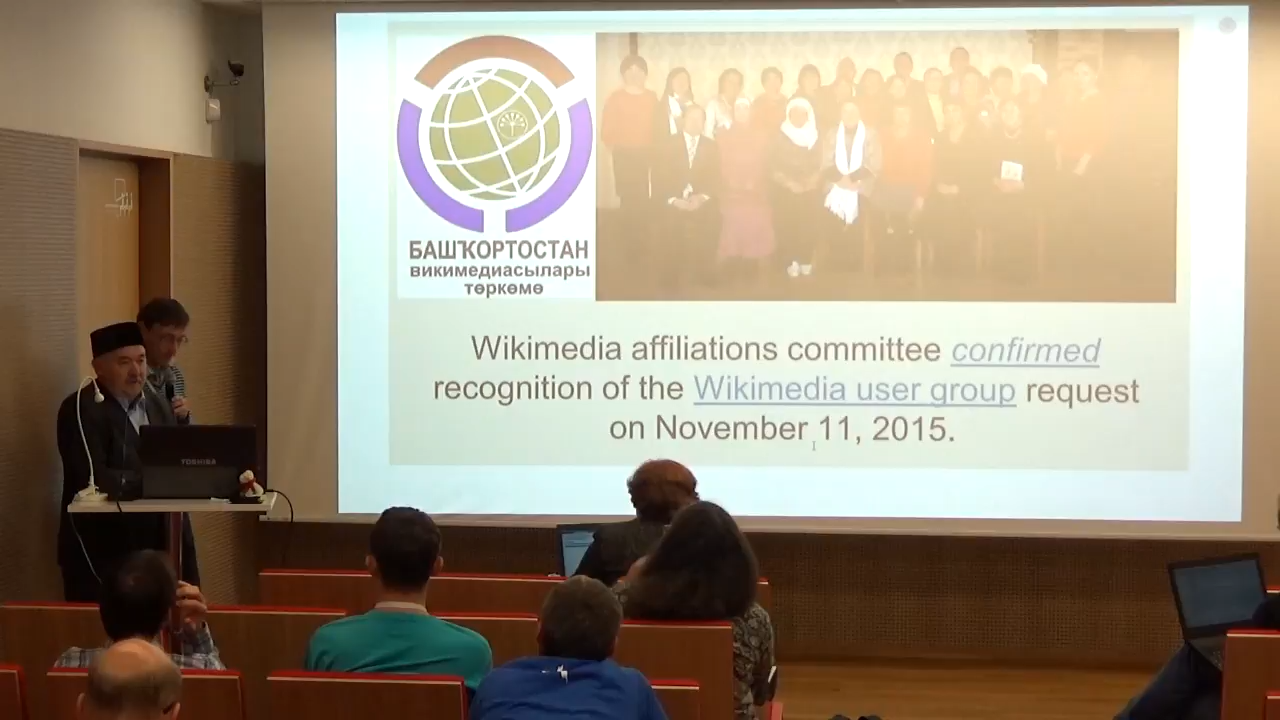 БАШҠОРТОСТАН
викимедиасылары
төркөмө
Wikimedia affiliations committee confirmed
recognition of the Wikimedia user group request
on November 11, 2015.
TOSHIBA